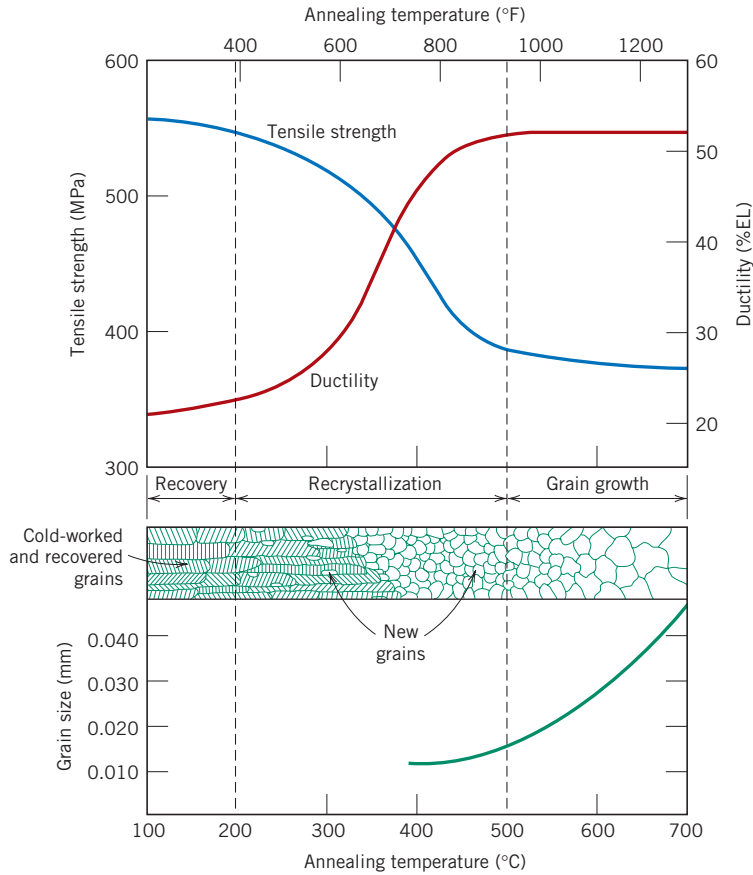 Annealing temperature (°F)
400 600 800 1000 1200
600
60
Tensile strength
50
500
40
Tensile strength (MPa)
Ductility (%EL)
400
30
Ductility
20
300
Recovery Recrystallization Grain growth
Cold-worked
and recovered
grains
New
grains
0.040
0.030
0.020
0.010
Grain size (mm)
100 200 300 400 500 600 700
Annealing temperature (°C)